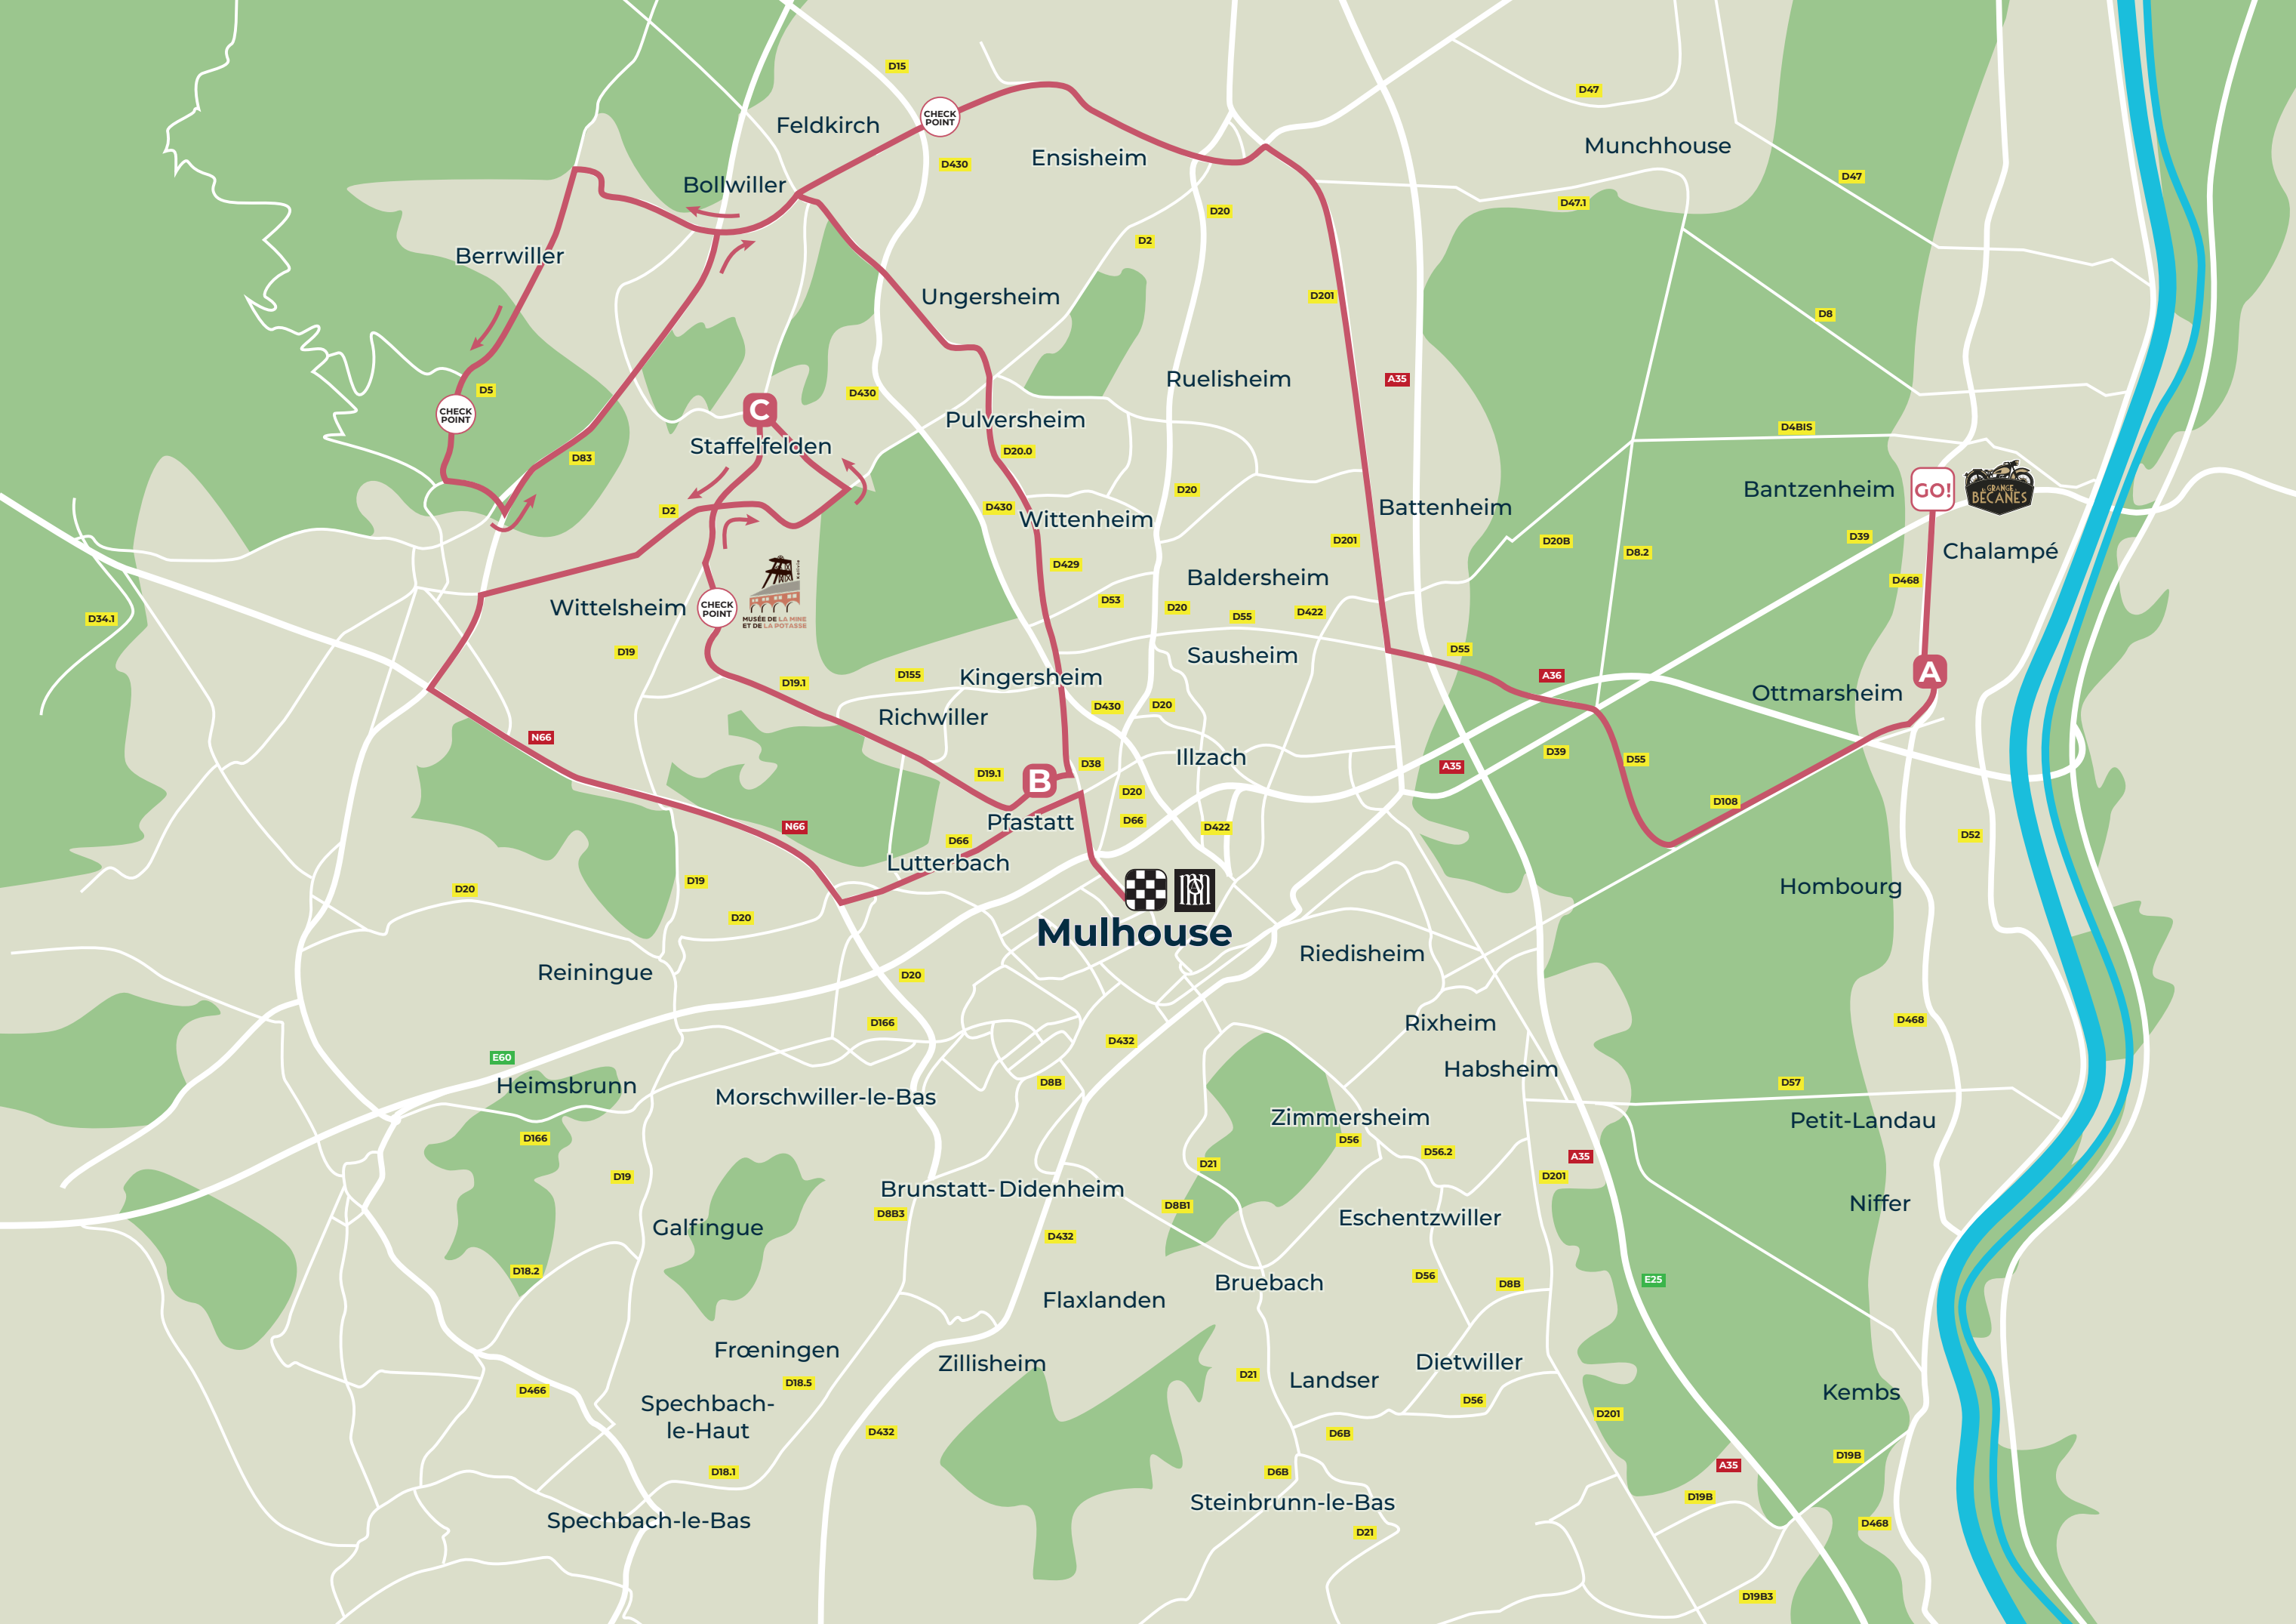 D15
D47
CHECK
POINT
Feldkirch
Munchhouse
Ensisheim
D430
D47
Bollwiller
D47.1
D20
D2
Berrwiller
Ungersheim
D201
D8
D5
Ruelisheim
A35
D430
CHECK
POINT
C
Pulversheim
D4BIS
Staffelfelden
D20.0
D83
Bantzenheim
GO!
GRANGE
BÉCANES
D20
D430
Battenheim
D2
Wittenheim
D201
D20B
D39
D8.2
Chalampé
D429
Baldersheim
D468
D53
D20
D55
D422
Wittelsheim
CHECK
POINT
MUSÉE DE LA MINE
ET DE LA POTASSE
D34.1
D19
Sausheim
D55
Kingersheim
D155
D19.1
A36
A
Ottmarsheim
D430
D20
Richwiller
N66
Illzach
D39
D55
D38
A35
D19.1
B
D20
D108
Pfastatt
D66
D422
N66
D52
D66
Lutterbach
D20
D19
Hombourg
D20
Mulhouse
Riedisheim
Reiningue
D20
D166
Rixheim
D468
D432
E60
Habsheim
Heimsbrunn
D8B
D57
Morschwiller-le-Bas
Zimmersheim
Petit-Landau
D166
D56
D56.2
A35
D21
D19
D201
Brunstatt-Didenheim
Niffer
D8B1
D8B3
Eschentzwiller
Galfingue
D432
D18.2
D56
Bruebach
D8B
E25
Flaxlanden
Frœningen
Zillisheim
Dietwiller
D21
Landser
D18.5
D466
Kembs
Spechbach-
le-Haut
D56
D201
D432
D6B
D19B
D18.1
D6B
A35
D19B
Steinbrunn-le-Bas
Spechbach-le-Bas
D21
D468
D19B3